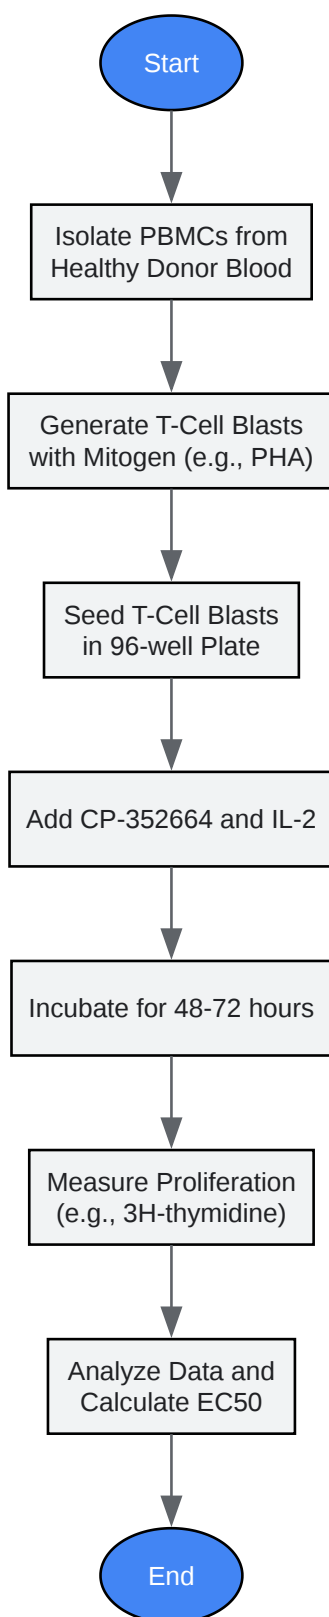 Start
Isolate PBMCs from
Healthy Donor Blood
Generate T-Cell Blasts
with Mitogen (e.g., PHA)
Seed T-Cell Blasts
in 96-well Plate
Add CP-352664 and IL-2
Incubate for 48-72 hours
Measure Proliferation
(e.g., 3H-thymidine)
Analyze Data and
Calculate EC50
End